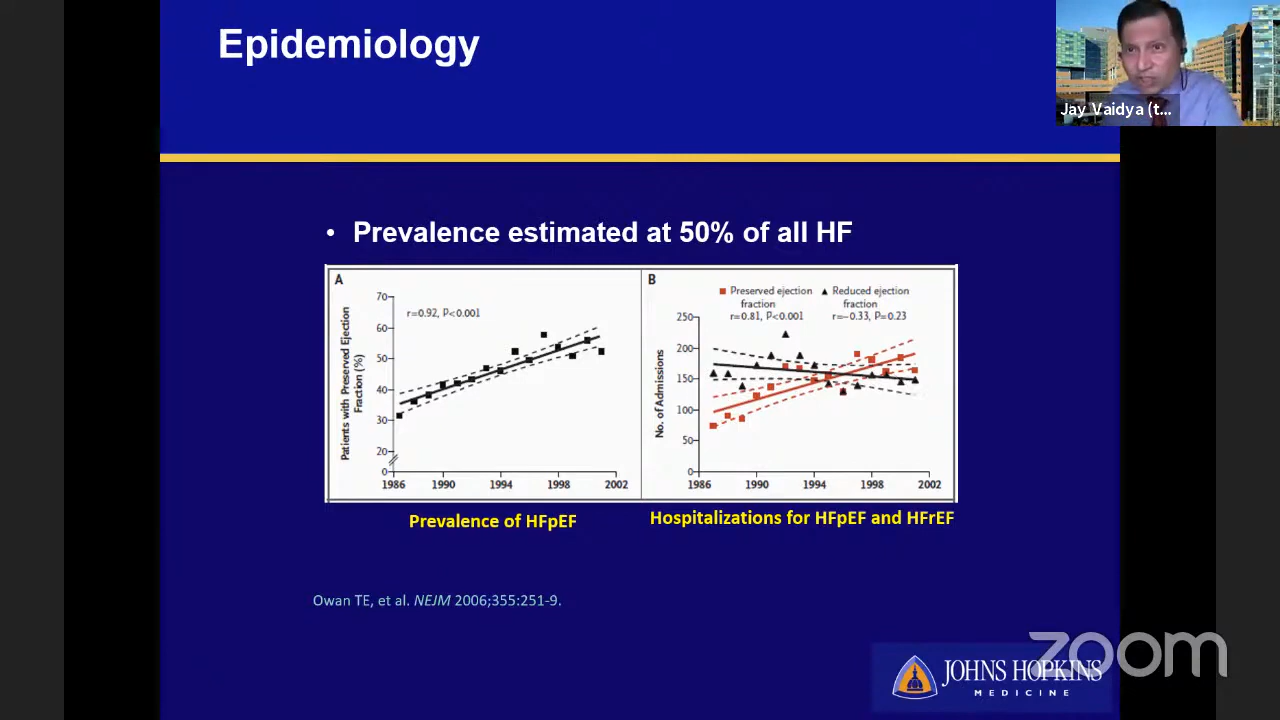 Epidemiology
Jay Vaidya (t...
• Prevalence estimated at 50% of all HF
A
Patients with Preserved Ejection
Fraction (%)
70
60
50
40
30
20
0
r=0.92, P<0.001
1986 1990 1994 1998 2002
B
Preserved ejection
fraction
r=0.81, P<0.001
Reduced ejection
fraction
r=−0.33, P=0.23
No. of Admissions
250
200
150
100
50
0
1986 1990 1994 1998 2002
Prevalence of HFpEF
Hospitalizations for HFpEF and HFrEF
Owan TE, et al. NEJM 2006;355:251-9.
zoom
JOHNS HOPKINS
MEDICINE